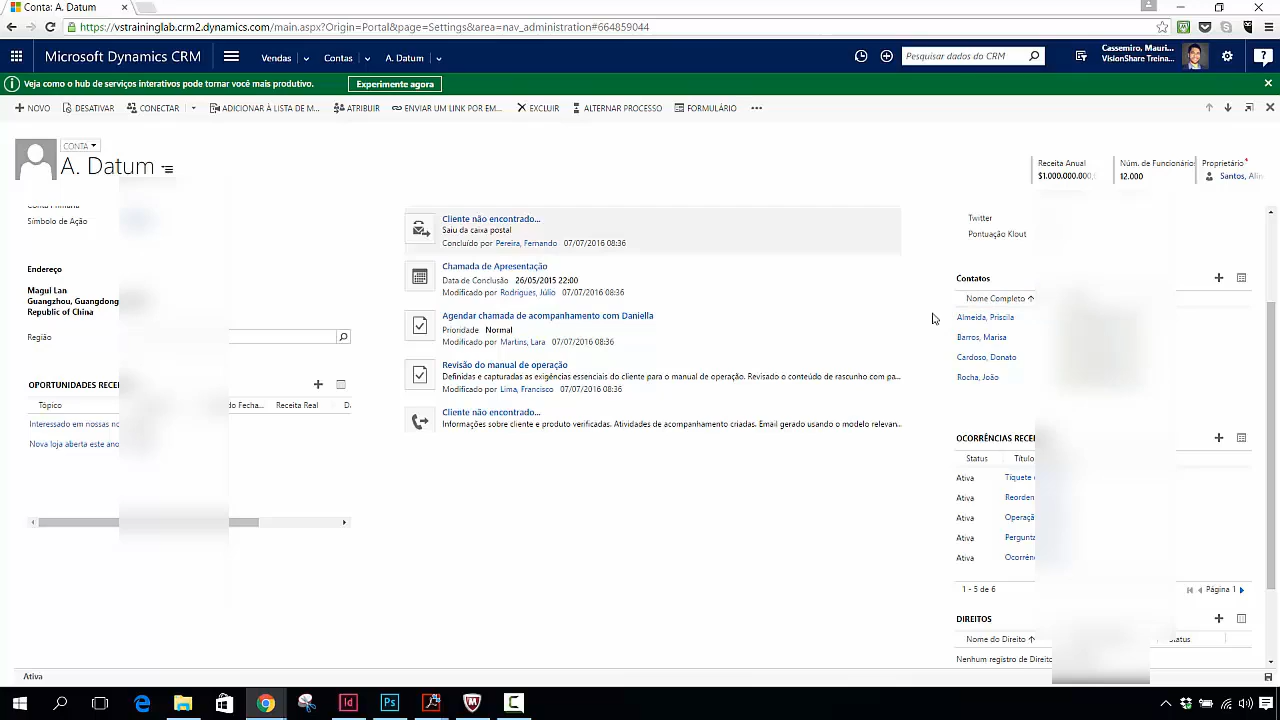 Conta: A. Datum
https://vstraininglab.crm2.dynamics.com/main.aspx?Origin=Portal&page=Settings&area=nav_administration#664859044
Microsoft Dynamics CRM
Vendas
Contas
A. Datum
Pesquisar dados do CRM
Cassemiro, Mauri...
VisionShare Treina...
Veja como o hub de serviços interativos pode tornar você mais produtivo.
Experimente agora
NOVO
DESATIVAR
CONECTAR
ADICIONAR À LISTA DE M...
ATRIBUIR
ENVIAR UM LINK POR EM...
EXCLUIR
ALTERNAR PROCESSO
FORMULÁRIO
CONTA
A. Datum
Receita Anual
$1.000.000.000,
Núm. de Funcionário
12.000
Proprietário*
Santos, Alin
Conta Primária
Símbolo de Ação
Endereço
Magui Lan
Guangzhou, Guangdong
Republic of China
Região
OPORTUNIDADES RECE
Tópico
do Fecha...
Receita Real
D.
Interessado em nossas no
Nova loja aberta este ano
Cliente não encontrado...
Saiu da caixa postal
Concluído por Pereira, Fernando 07/07/2016 08:36
Chamada de Apresentação
Data de Conclusão 26/05/2015 22:00
Modificado por Rodrigues, Júlio 07/07/2016 08:36
Agendar chamada de acompanhamento com Daniella
Prioridade Normal
Modificado por Martins, Lara 07/07/2016 08:36
Revisão do manual de operação
Definidas e capturadas as exigências essenciais do cliente para o manual de operação. Revisado o conteúdo de rascunho com pa...
Modificado por Lima, Francisco 07/07/2016 08:36
Cliente não encontrado...
Informações sobre cliente e produto verificadas. Atividades de acompanhamento criadas. Email gerado usando o modelo relevan...
Twitter
Pontuação Klout
Contatos
Nome Completo
Almeida, Priscila
Barros, Marisa
Cardoso, Donato
Rocha, João
OCORRÊNCIAS RECE
Status
Título
Ativa Tíquete
Ativa Reorden
Ativa Operaçã
Ativa Pergunta
Ativa Ocorrên
1 - 5 de 6
Página 1
DIREITOS
Nome do Direito
Status
Nenhum registro de Direito
Ativa